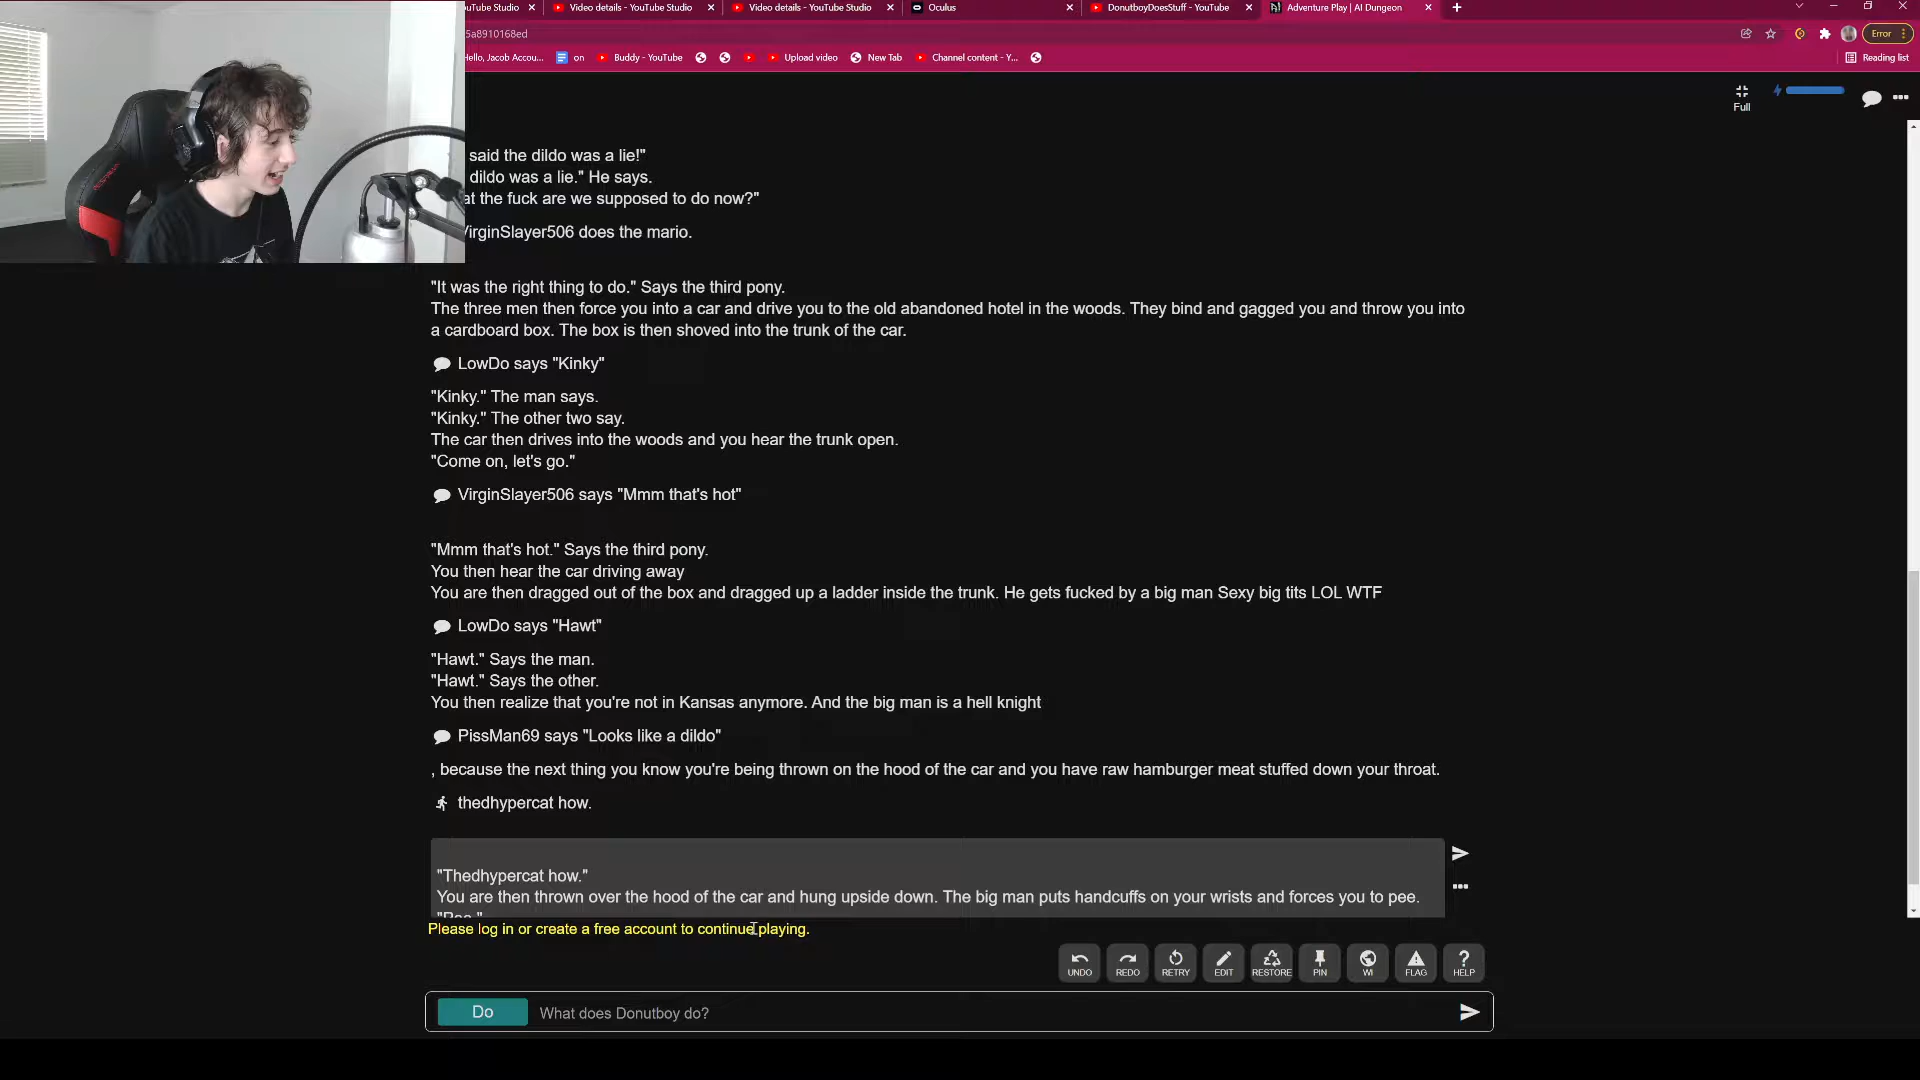 uTube Studio
Video details - YouTube Studio
Video details - YouTube Studio
Oculus
DonutboyDoesStuff - YouTube
Adventure Play | AI Dungeon
5a8910168ed
Error
Hello, Jacob Accou...
on
Buddy - YouTube
Upload video
New Tab
Channel content - Y...
Reading list
Full
said the dildo was a lie!"
dildo was a lie." He says.
at the fuck are we supposed to do now?"
VirginSlayer506 does the mario.
"It was the right thing to do." Says the third pony.
The three men then force you into a car and drive you to the old abandoned hotel in the woods. They bind and gagged you and throw you into
a cardboard box. The box is then shoved into the trunk of the car.
LowDo says "Kinky"
"Kinky." The man says.
"Kinky." The other two say.
The car then drives into the woods and you hear the trunk open.
"Come on, let's go."
VirginSlayer506 says "Mmm that's hot"
"Mmm that's hot." Says the third pony.
You then hear the car driving away
You are then dragged out of the box and dragged up a ladder inside the trunk. He gets fucked by a big man Sexy big tits LOL WTF
LowDo says "Hawt"
"Hawt." Says the man.
"Hawt." Says the other.
You then realize that you're not in Kansas anymore. And the big man is a hell knight
PissMan69 says "Looks like a dildo"
, because the next thing you know you're being thrown on the hood of the car and you have raw hamburger meat stuffed down your throat.
thedhypercat how.
"Thedhypercat how."
You are then thrown over the hood of the car and hung upside down. The big man puts handcuffs on your wrists and forces you to pee.
"Pee."
Please log in or create a free account to continue playing.
UNDO
REDO
RETRY
EDIT
RESTORE
PIN
WI
FLAG
HELP
Do
What does Donutboy do?